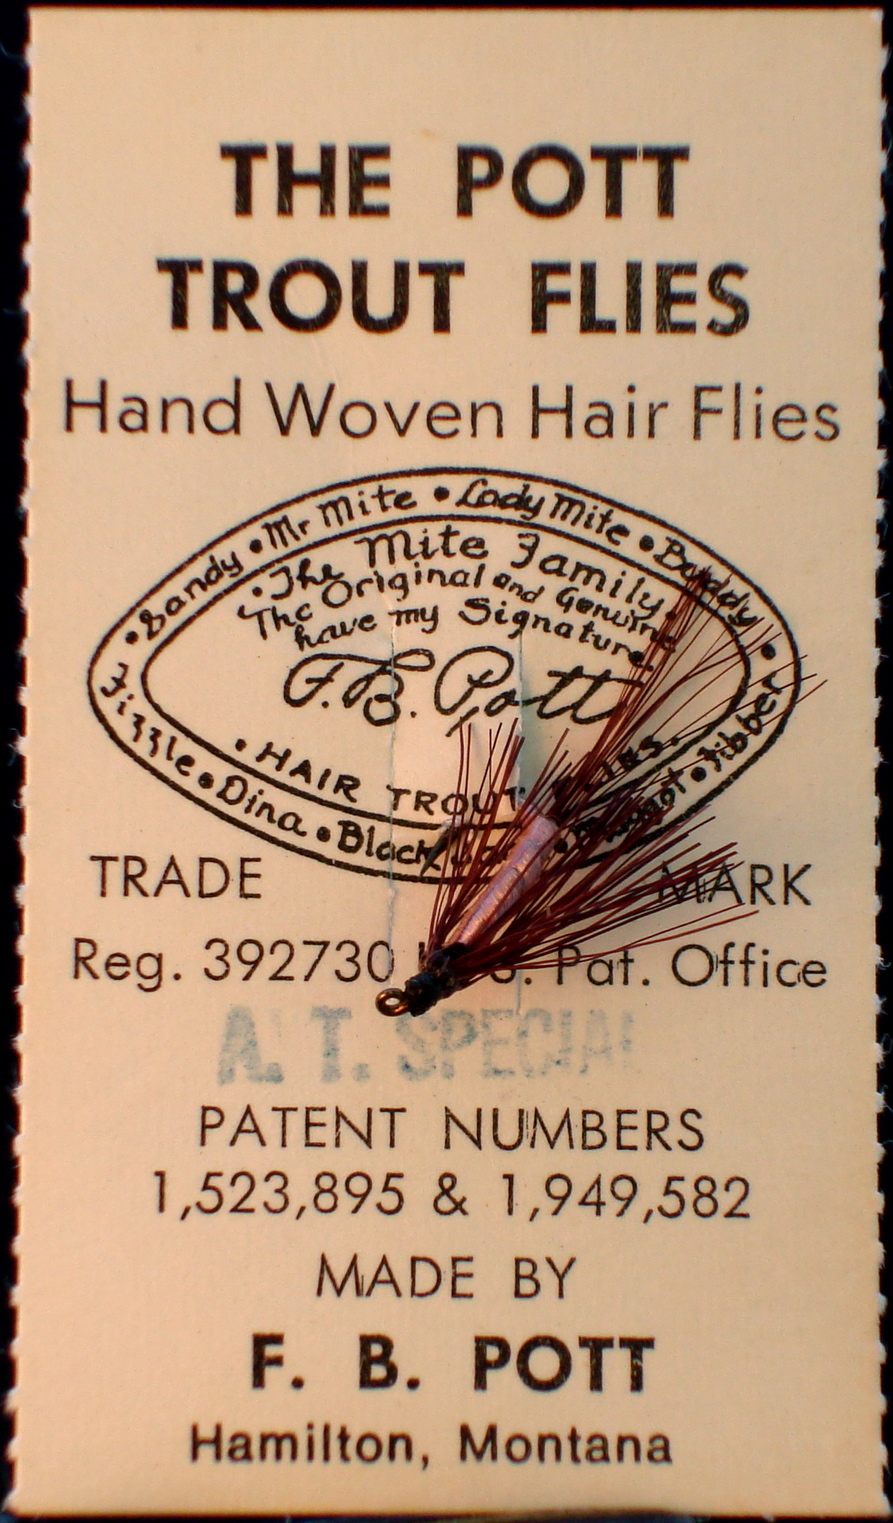 THE POTT
TROUT FLIES
Hand Woven Hair Flies
• Sandy • Mr Mite • Lady Mite • Buddy •
• The Mite Family •
The Original and Genuine
have my Signature
F. B. Pott
• HAIR TROUT
Fizzle • Dina • Black • Jibber
TRADE MARK
Reg. 392730 U. S. Pat. Office
A. T. SPECIAL
PATENT NUMBERS
1,523,895 & 1,949,582
MADE BY
F. B. POTT
Hamilton, Montana